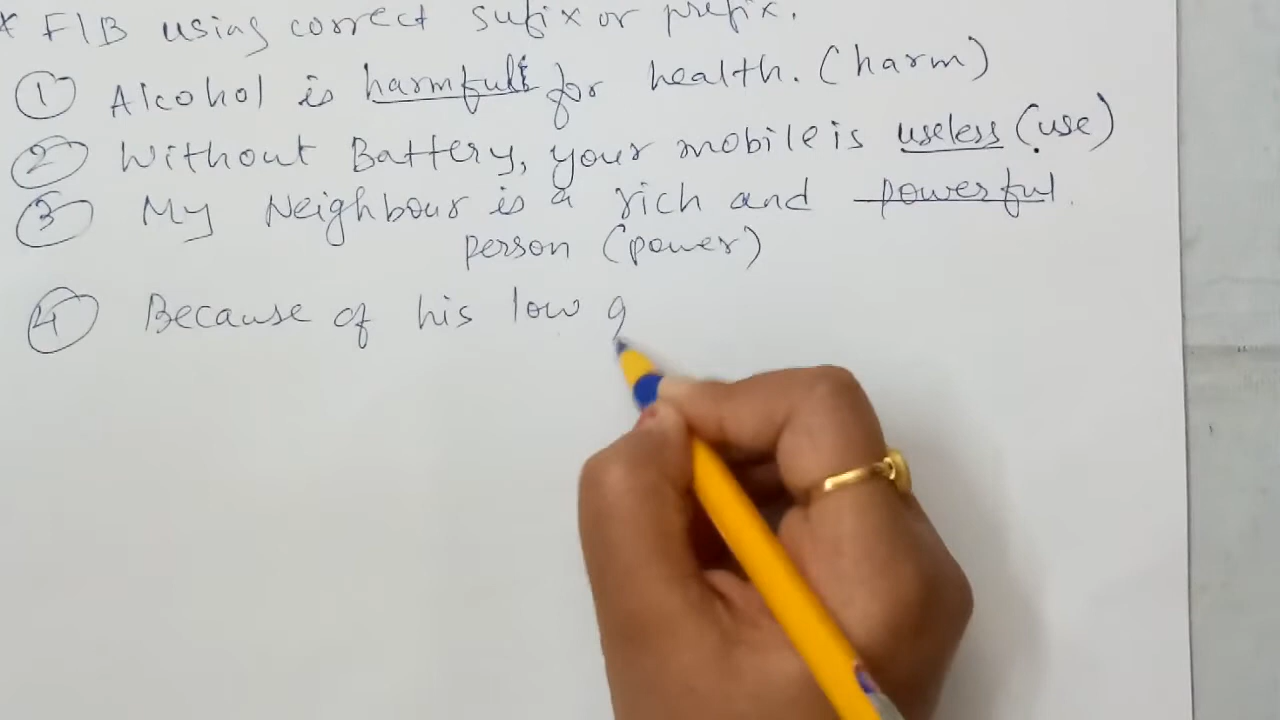 * FIB using correct sufix or prefix.
① Alcohol is harmful for health. (harm)
② Without Battery, your mobile is useless (use)
③ My Neighbour is a rich and powerful.
person (power)
④ Because of his low g